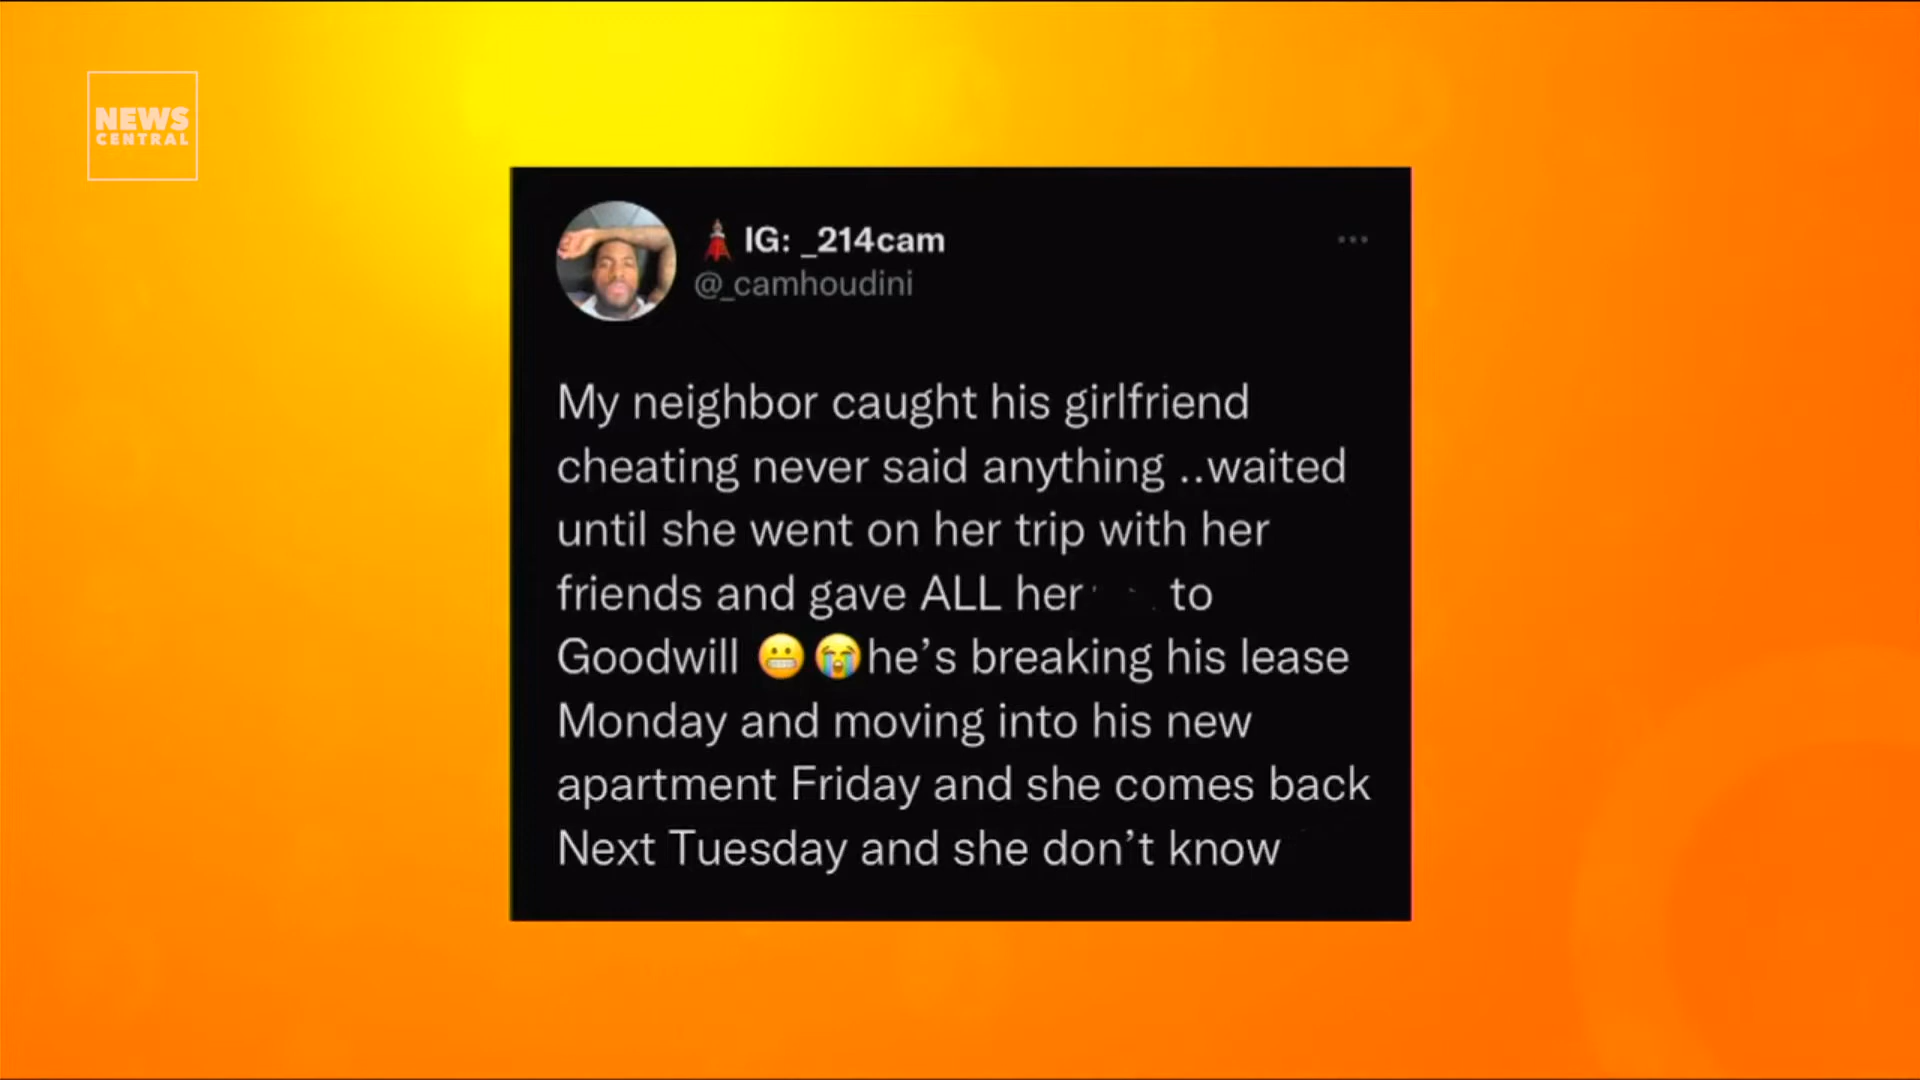 NEWS
CENTRAL
IG: _214cam
@_camhoudini
My neighbor caught his girlfriend
cheating never said anything ..waited
until she went on her trip with her
friends and gave ALL her to
Goodwill 😬😭he’s breaking his lease
Monday and moving into his new
apartment Friday and she comes back
Next Tuesday and she don’t know